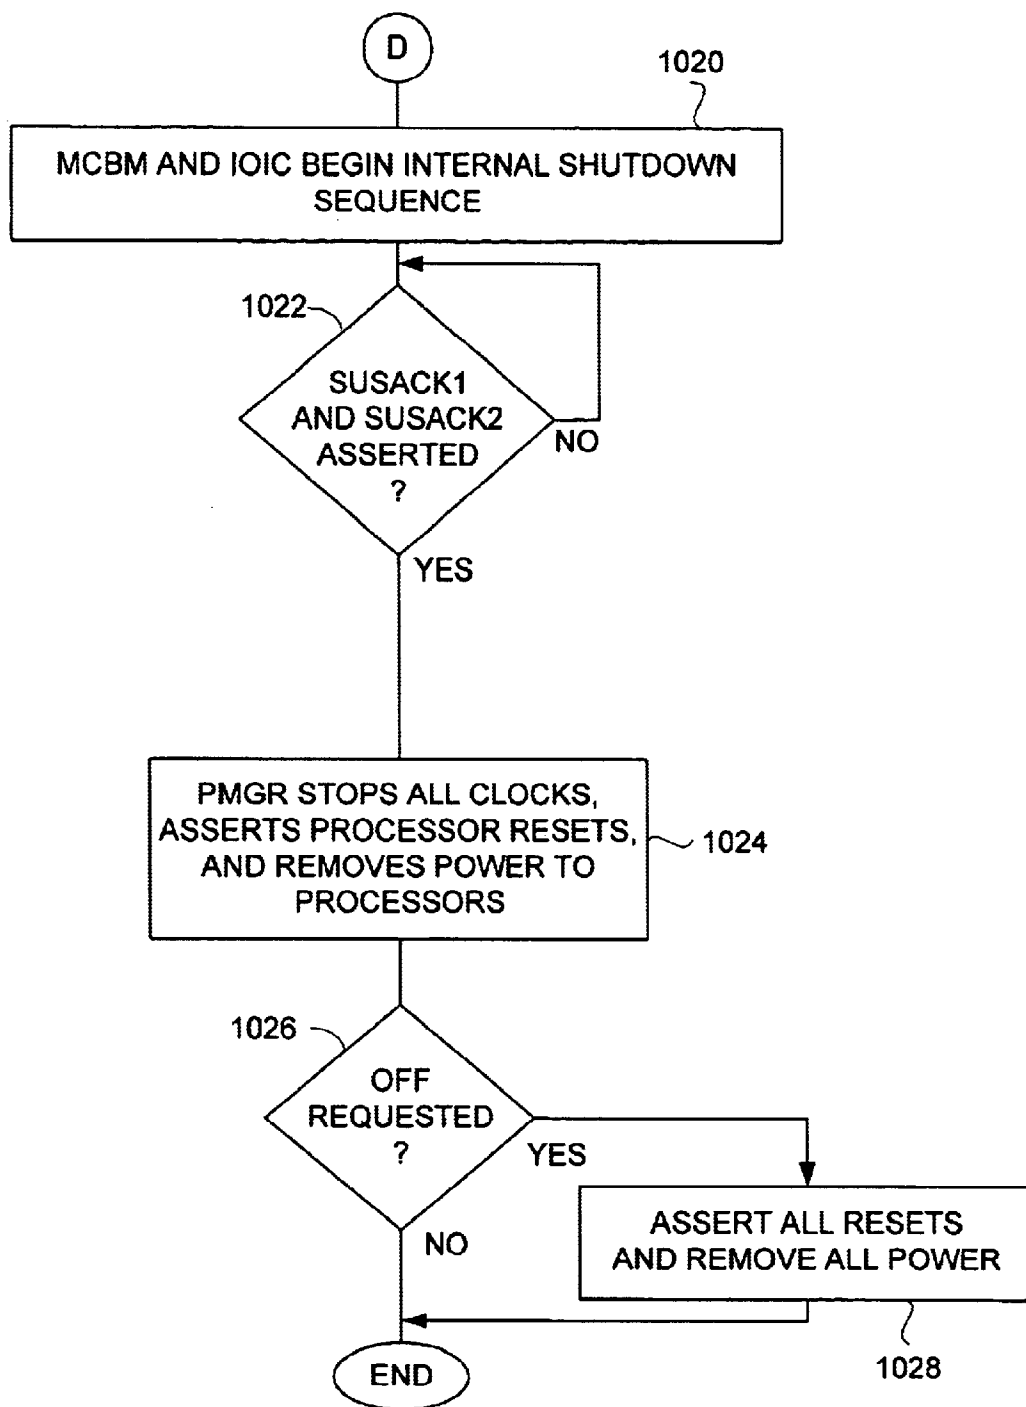 D
1020
MCBM AND IOIC BEGIN INTERNAL SHUTDOWN
SEQUENCE
1022
SUSACK1
AND SUSACK2
ASSERTED
?
NO
YES
PMGR STOPS ALL CLOCKS,
ASSERTS PROCESSOR RESETS,
AND REMOVES POWER TO
PROCESSORS
1024
1026
OFF
REQUESTED
?
YES
NO
ASSERT ALL RESETS
AND REMOVE ALL POWER
1028
END